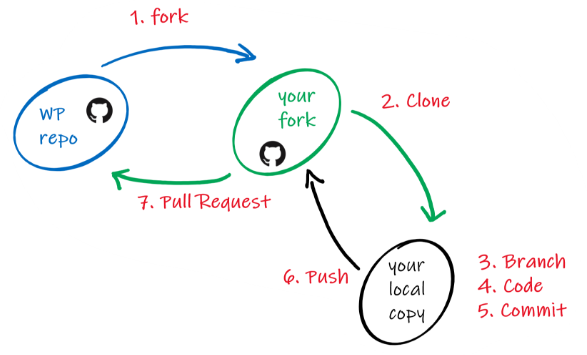 1. fork
WP
repo
your
fork
2. Clone
7. Pull Request
6. Push
your
local
copy
3. Branch
4. Code
5. Commit